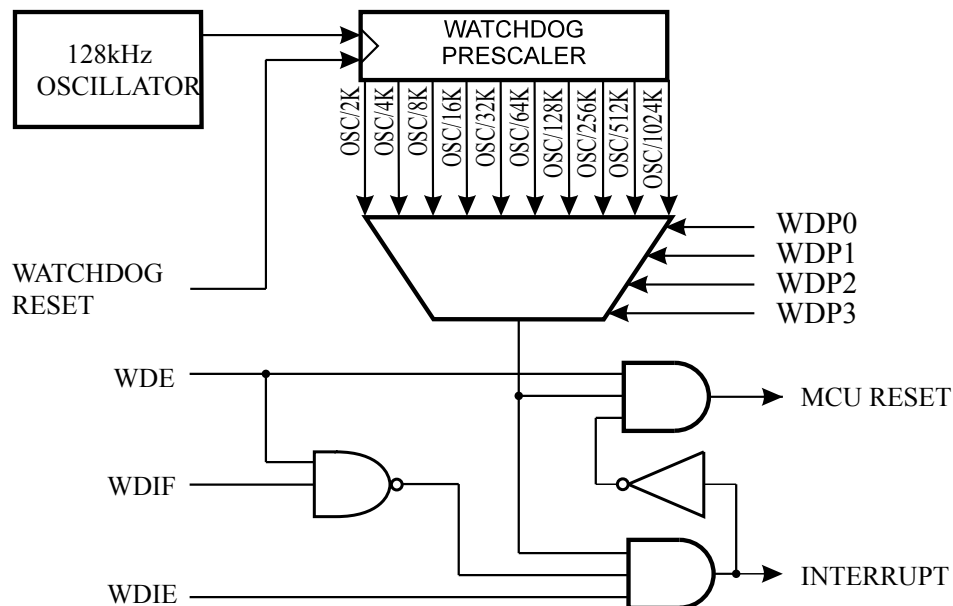 128kHz
OSCILLATOR
WATCHDOG
PRESCALER
OSC/2K
OSC/4K
OSC/8K
OSC/16K
OSC/32K
OSC/64K
OSC/128K
OSC/256K
OSC/512K
OSC/1024K
WDP0
WDP1
WDP2
WDP3
WATCHDOG
RESET
WDE
MCU RESET
WDIF
WDIE
INTERRUPT